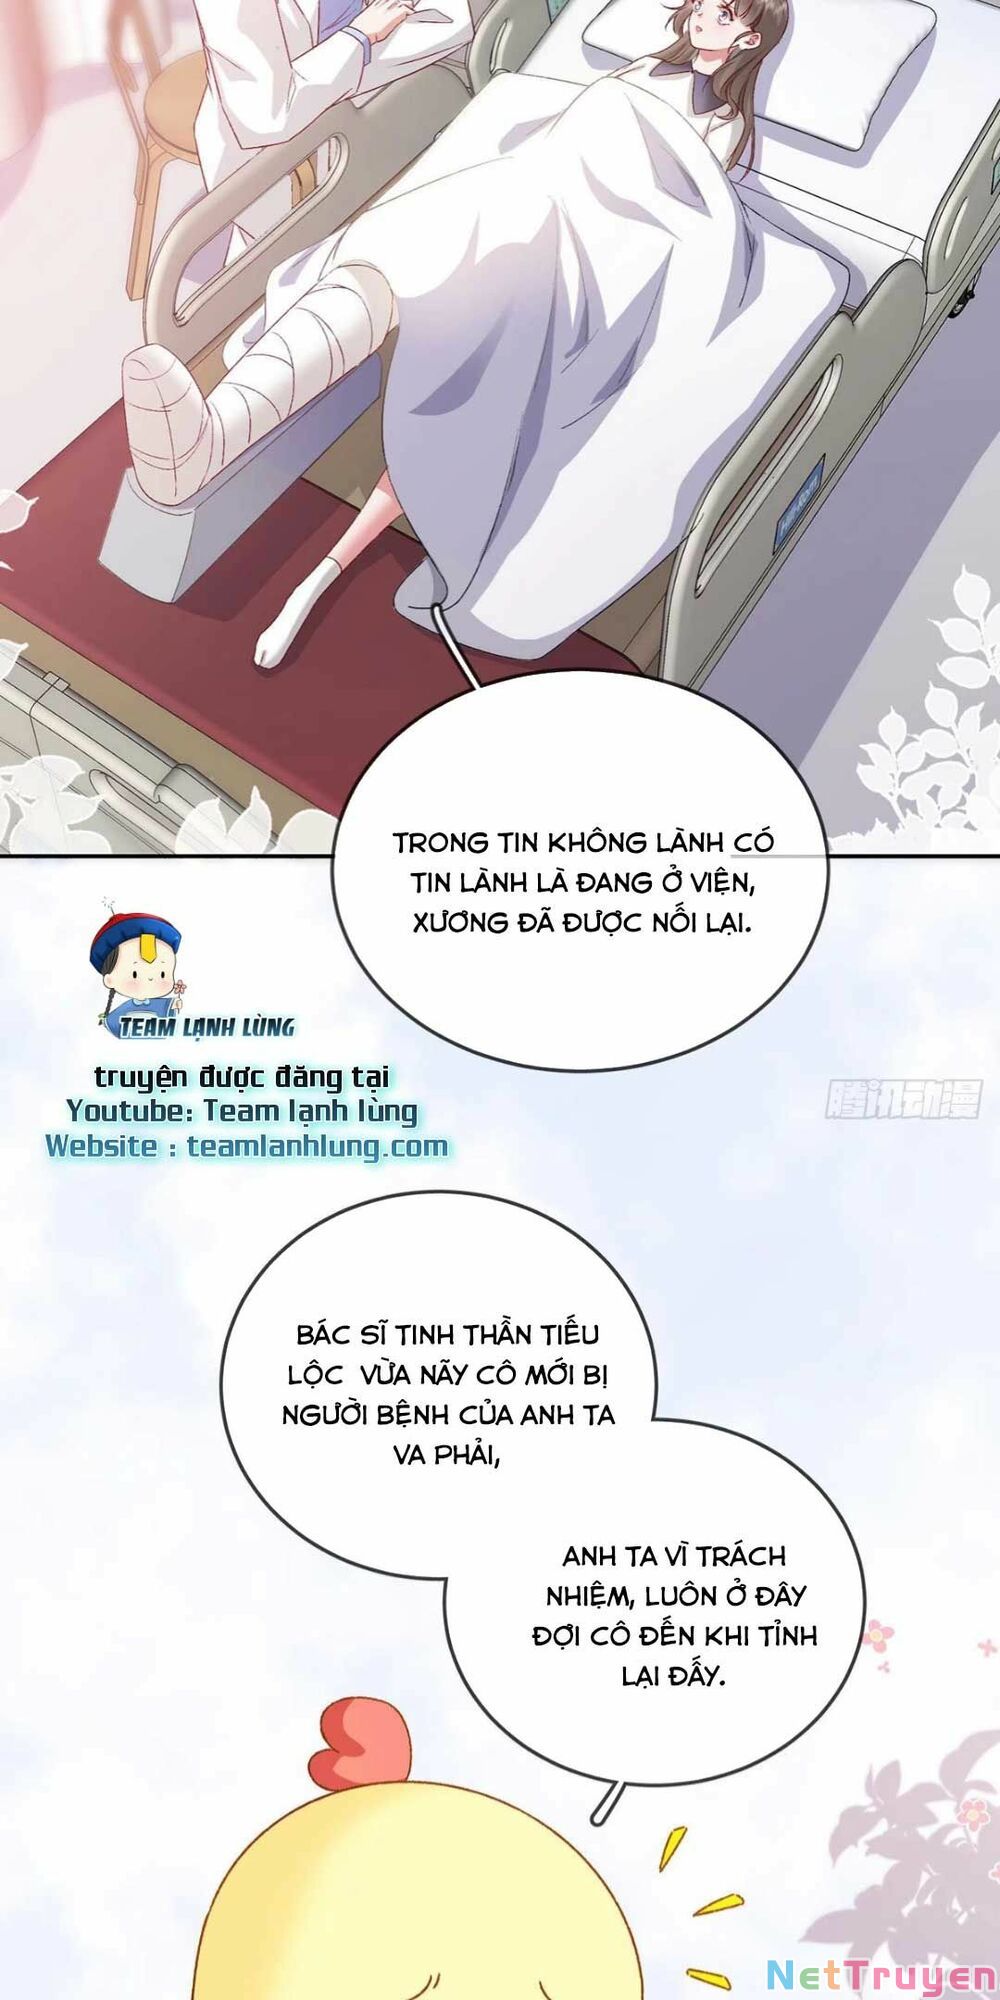 TRONG TIN KHÔNG LÀNH CÓ
TIN LÀNH LÀ ĐANG Ở VIỆN,
XƯƠNG ĐÃ ĐƯỢC NỐI LẠI.
TEAM LẠNH LÙNG
truyện được đăng tại
Youtube: Team lạnh lùng
Website : teamlanhlung.com
腾讯动漫
BÁC SĨ TINH THẦN TIẾU
LỘC VỪA NÃY CÔ MỚI BỊ
NGƯỜI BỆNH CỦA ANH TA
VA PHẢI,
ANH TA VÌ TRÁCH
NHIỆM, LUÔN Ở ĐÂY
ĐỢI CÔ ĐẾN KHI TỈNH
LẠI ĐẤY.
NetTruyen